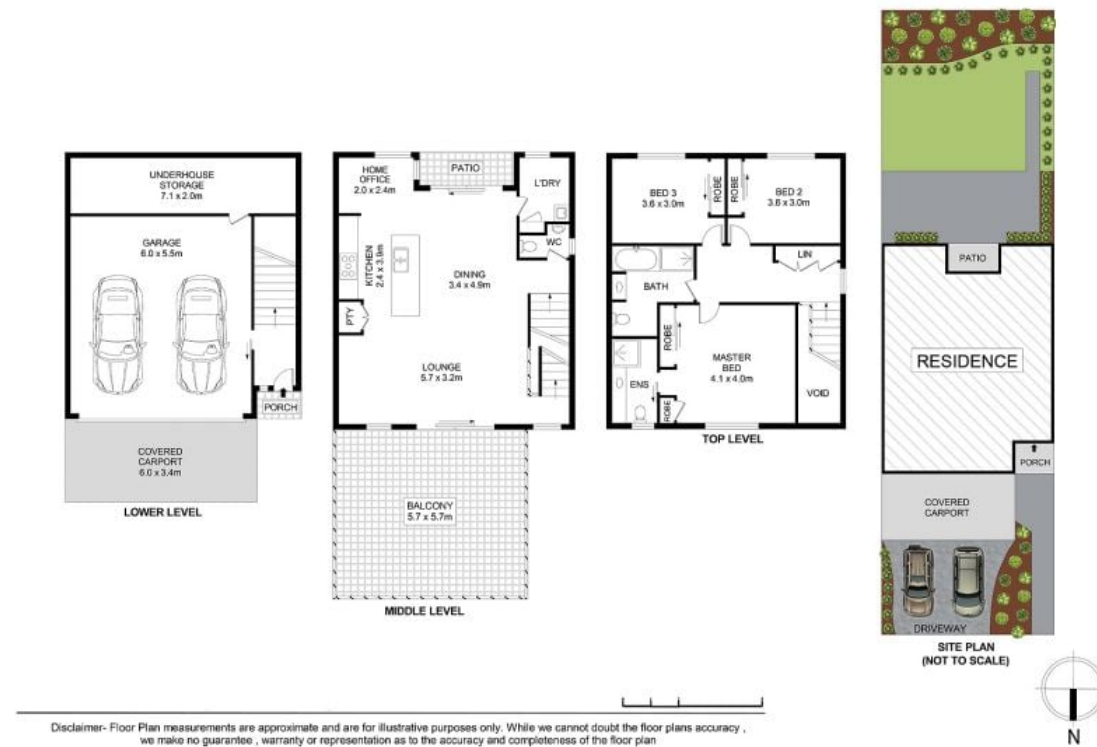 UNDERHOUSE
STORAGE
7.1 x 2.0m
GARAGE
6.0 x 5.5m
PORCH
COVERED
CARPORT
6.0 x 3.4m
LOWER LEVEL
HOME
OFFICE
2.0 x 2.4m
PATIO
L'DRY
WC
KITCHEN
2.4 x 3.9m
DINING
3.4 x 4.9m
PTY
LOUNGE
5.7 x 3.2m
BALCONY
5.7 x 5.7m
MIDDLE LEVEL
BED 3
3.6 x 3.0m
ROBE
ROBE
BED 2
3.6 x 3.0m
LIN
BATH
ROBE
MASTER
BED
4.1 x 4.0m
ENS
ROBE
VOID
TOP LEVEL
PATIO
RESIDENCE
PORCH
COVERED
CARPORT
DRIVEWAY
SITE PLAN
(NOT TO SCALE)
N
Disclaimer- Floor Plan measurements are approximate and are for illustrative purposes only. While we cannot doubt the floor plans accuracy ,
we make no guarantee , warranty or representation as to the accuracy and completeness of the floor plan